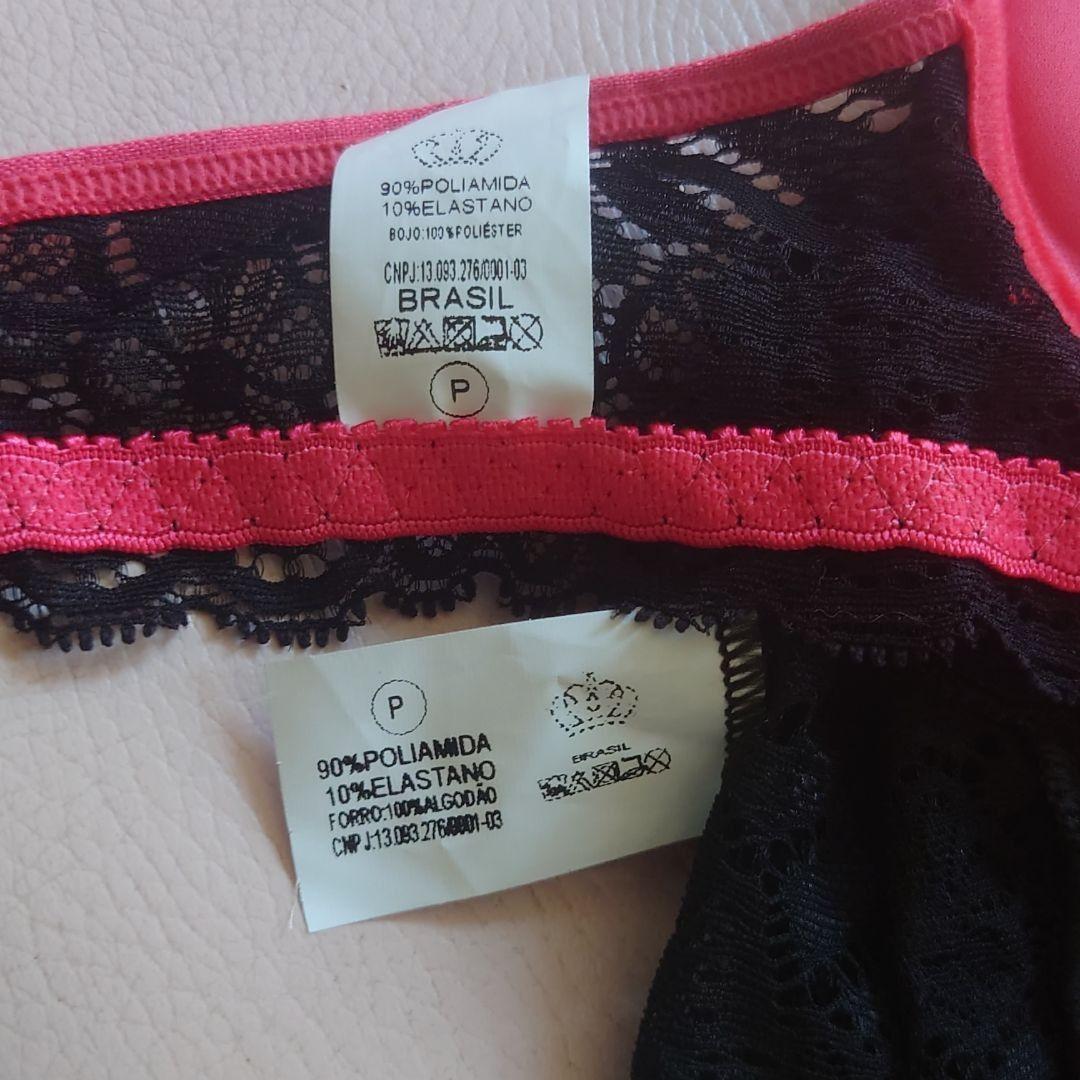 90%POLIAMIDA
10%ELASTANO
BOJO:100%POLIÉSTER
CNPJ:13.093.276/0001-03
BRASIL
P
P
90%POLIAMIDA
10%ELASTANO
FORRO:100%ALGODÃO
CNPJ:13.093.276/0001-03
BRASIL